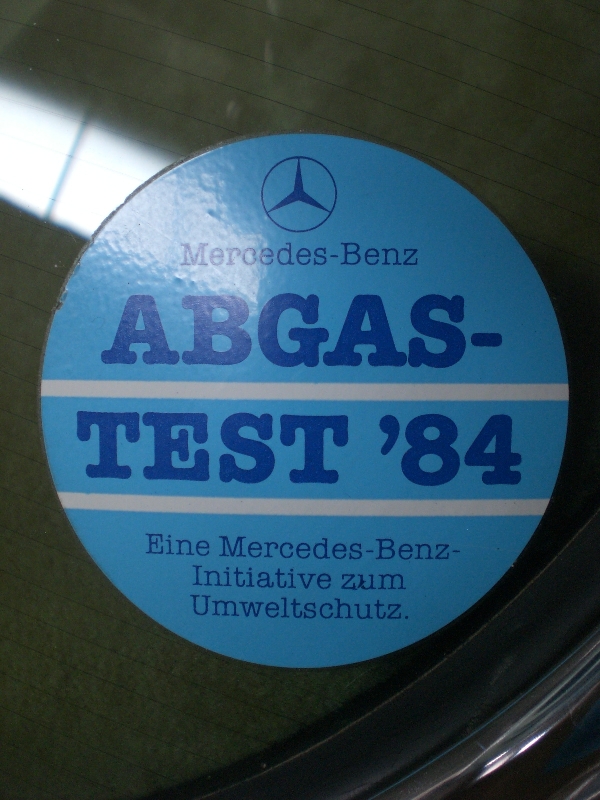 Mercedes-Benz
ABGAS-
TEST '84
Eine Mercedes-Benz-
Initiative zum
Umweltschutz.